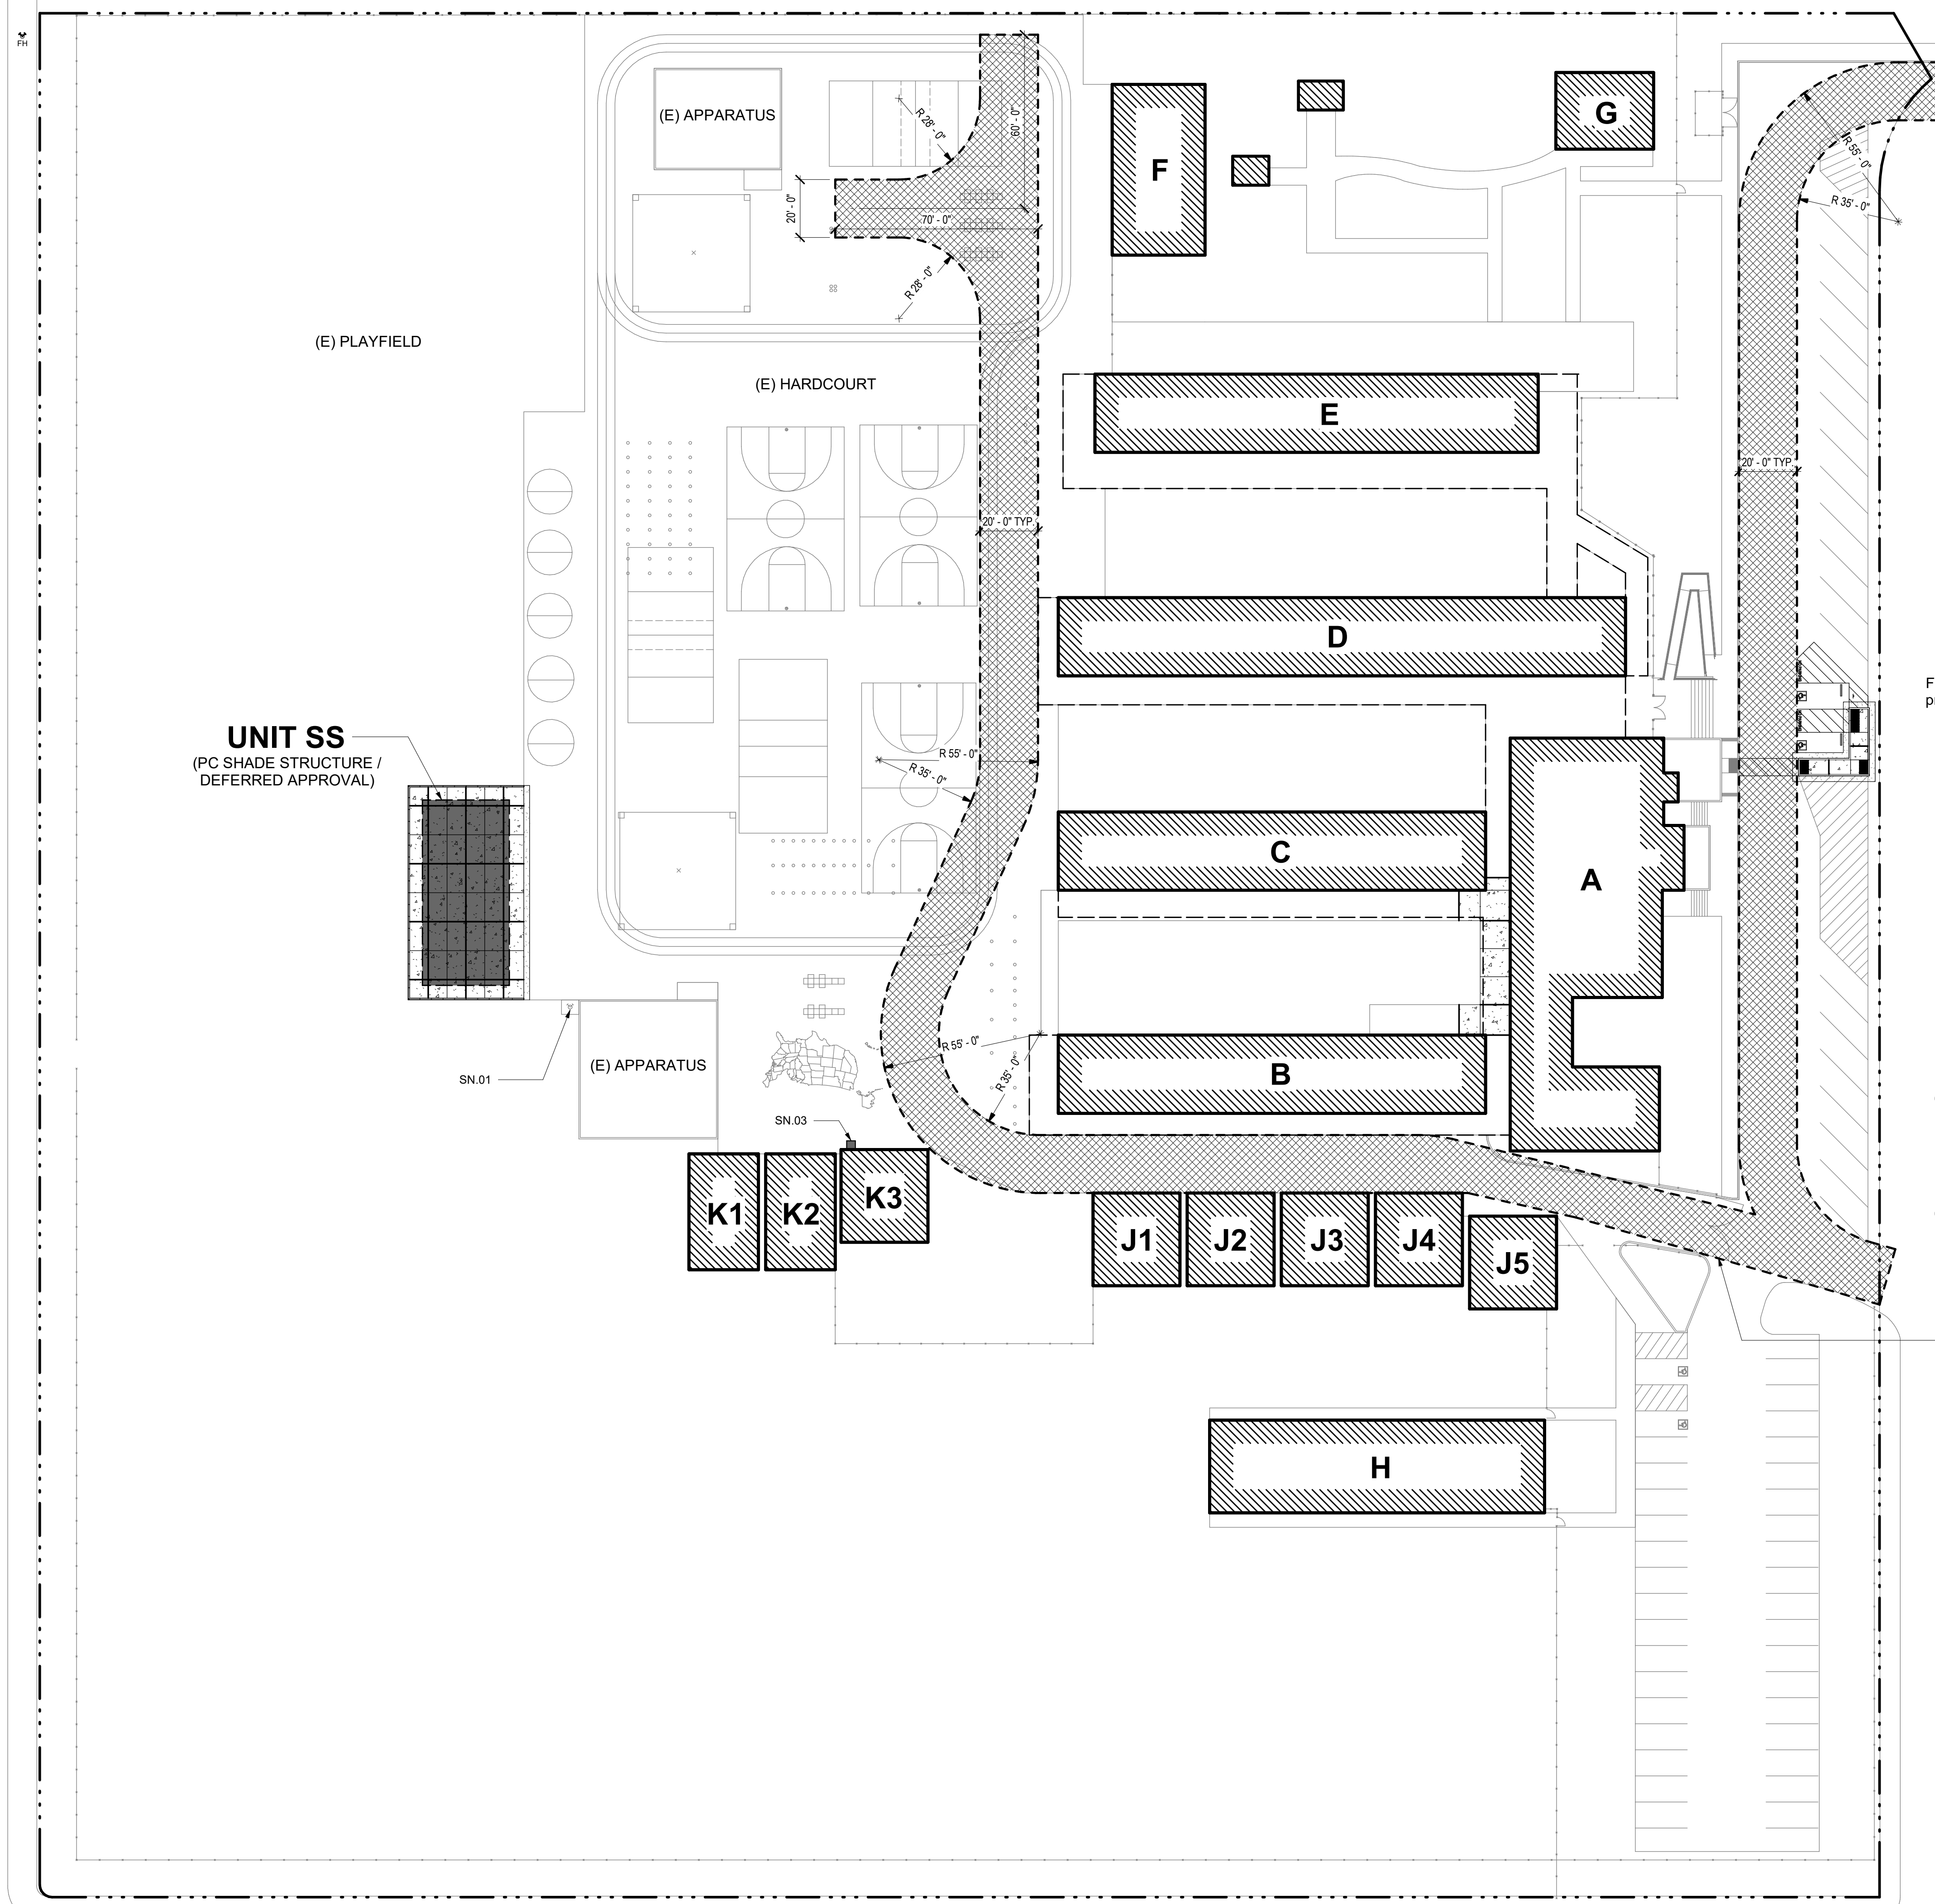 FH
(E) APPARATUS
R 28' - 0"
60' - 0"
F
G
R 55' - 0"
20' - 0"
70' - 0"
R 35' - 0"
R 28' - 0"
(E) PLAYFIELD
(E) HARDCOURT
E
20' - 0" TYP.
20' - 0" TYP.
D
F
UNIT SS
(PC SHADE STRUCTURE /
DEFERRED APPROVAL)
R 55' - 0"
R 35' - 0"
C
A
R 55' - 0"
(E) APPARATUS
SN.01
R 35' - 0"
B
SN.03
K1
K2
K3
J1
J2
J3
J4
J5
H